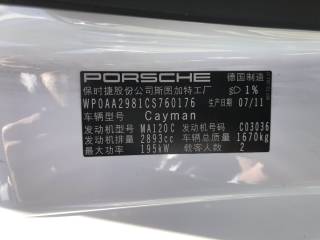 PORSCHE 德国制造
保时捷股份公司斯图加特工厂 1%
WP0AA2981CS760176 生产日期 07/11
车辆型号 Cayman
发动机型号 MA120C 发动机号码 C03036
发动机排量 2893cc 车辆总质量 1670kg
最大功率 195kW 载客人数 2